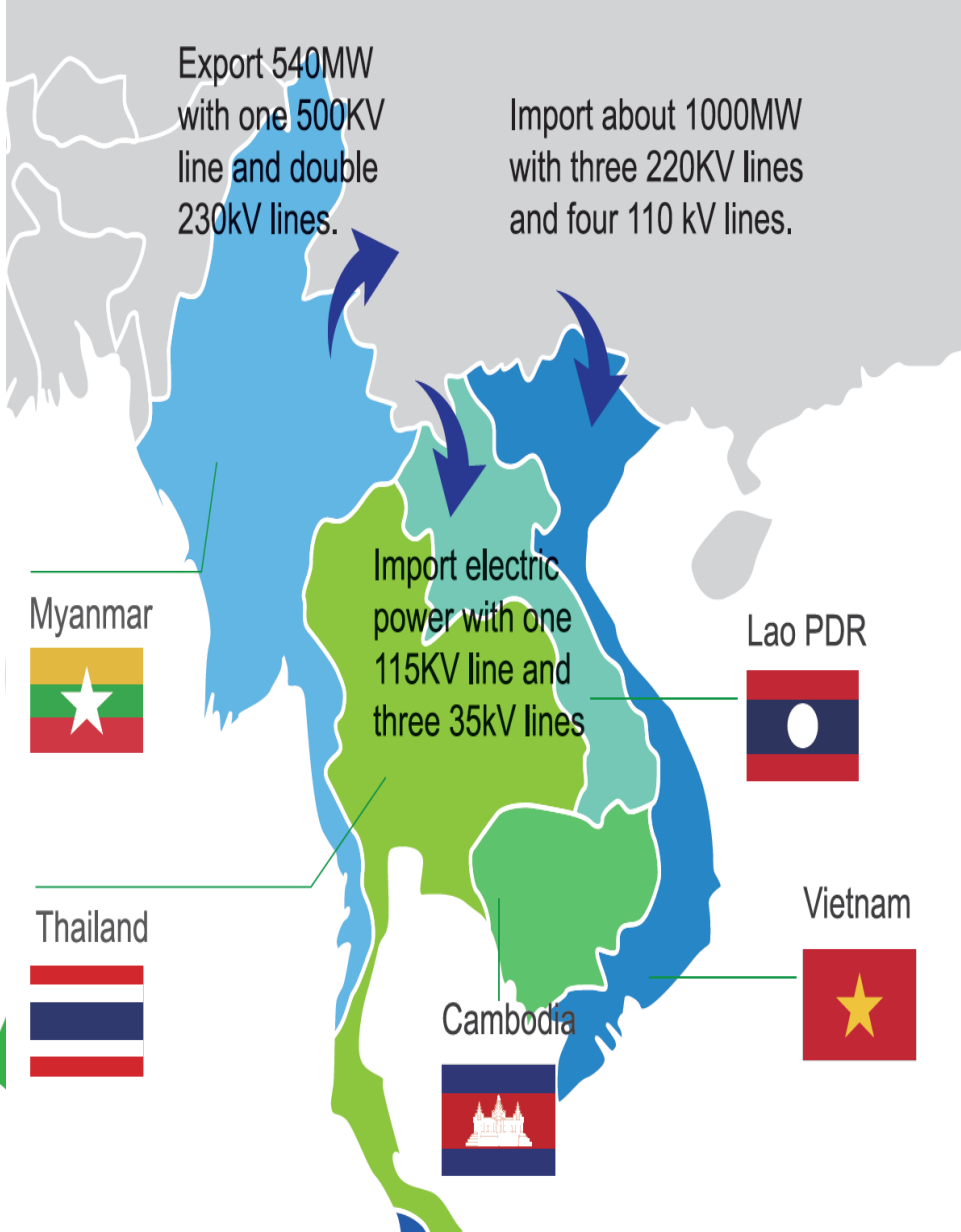 Export 540MW
with one 500KV
line and double
230kV lines.
Import about 1000MW
with three 220KV lines
and four 110 kV lines.
Import electric
power with one
115KV line and
three 35kV lines
Myanmar
Lao PDR
Thailand
Vietnam
Cambodia